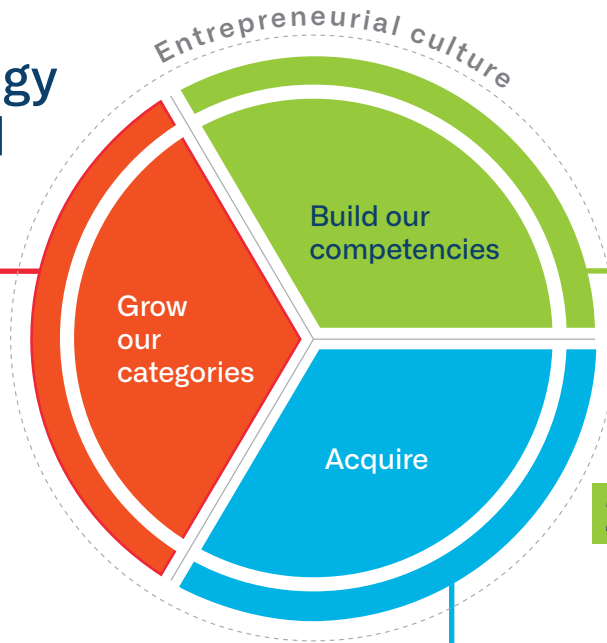 Entrepreneurial culture
gy
Build our
competencies
Grow
our
categories
Acquire